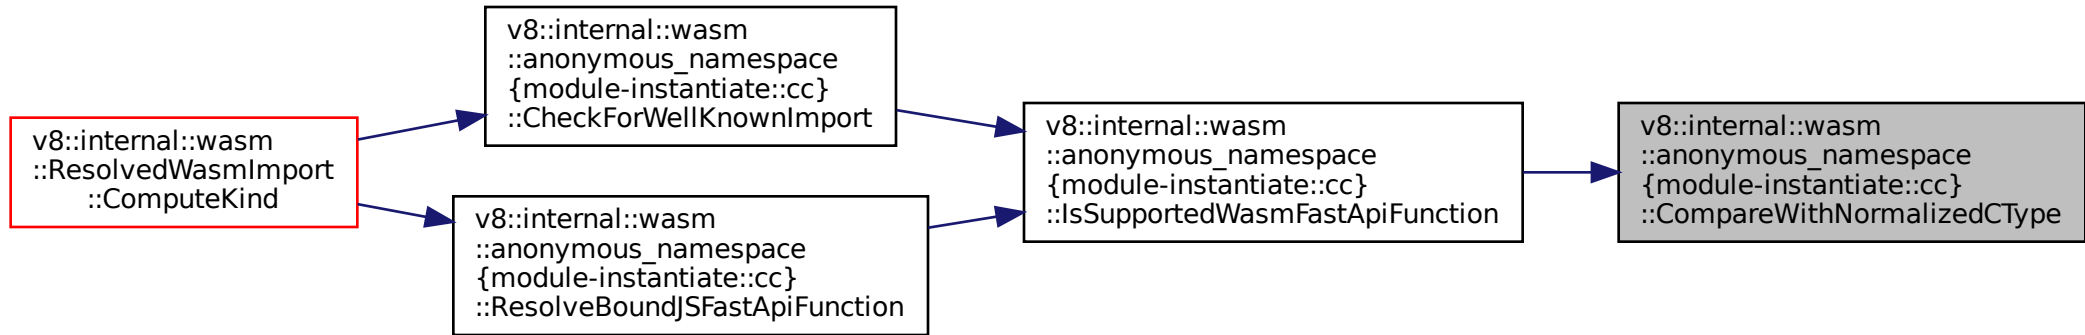 v8::internal::wasm
::ResolvedWasmImport
::ComputeKind
v8::internal::wasm
::anonymous_namespace
{module-instantiate::cc}
::CheckForWellKnownImport
v8::internal::wasm
::anonymous_namespace
{module-instantiate::cc}
::ResolveBoundJSFastApiFunction
v8::internal::wasm
::anonymous_namespace
{module-instantiate::cc}
::IsSupportedWasmFastApiFunction
v8::internal::wasm
::anonymous_namespace
{module-instantiate::cc}
::CompareWithNormalizedCType